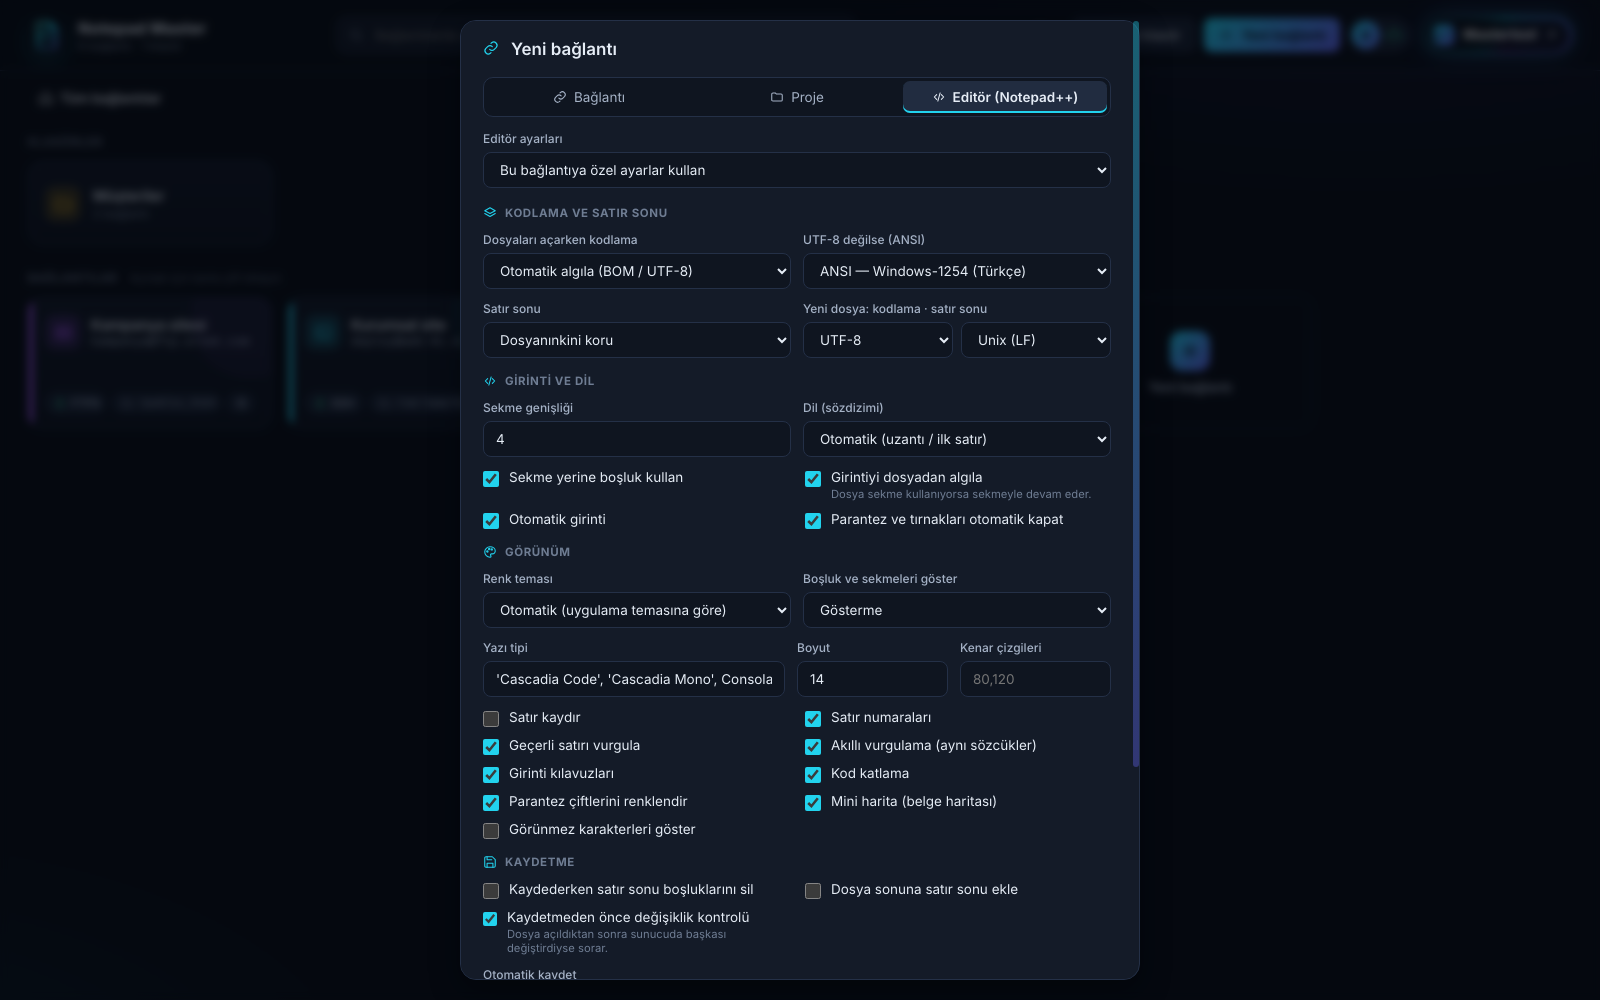 Yeni bağlantı
Bağlantı
Proje
Editör (Notepad++)
Editör ayarları
Bu bağlantıya özel ayarlar kullan
KODLAMA VE SATIR SONU
Dosyaları açarken kodlama
UTF-8 değilse (ANSI)
Otomatik algıla (BOM / UTF-8)
ANSI — Windows-1254 (Türkçe)
Satır sonu
Yeni dosya: kodlama · satır sonu
Dosyanınkini koru
UTF-8
Unix (LF)
GİRİNTİ VE DİL
Sekme genişliği
Dil (sözdizimi)
4
Otomatik (uzantı / ilk satır)
Sekme yerine boşluk kullan
Girintiyi dosyadan algıla
Dosya sekme kullanıyorsa sekmeyle devam eder.
Otomatik girinti
Parantez ve tırnakları otomatik kapat
GÖRÜNÜM
Renk teması
Boşluk ve sekmeleri göster
Otomatik (uygulama temasına göre)
Gösterme
Yazı tipi
Boyut
Kenar çizgileri
'Cascadia Code', 'Cascadia Mono', Consola
14
80,120
Satır kaydır
Satır numaraları
Geçerli satırı vurgula
Akıllı vurgulama (aynı sözcükler)
Girinti kılavuzları
Kod katlama
Parantez çiftlerini renklendir
Mini harita (belge haritası)
Görünmez karakterleri göster
KAYDETME
Kaydederken satır sonu boşluklarını sil
Dosya sonuna satır sonu ekle
Kaydetmeden önce değişiklik kontrolü
Dosya açıldıktan sonra sunucuda başkası
değiştirdiyse sorar.
Otomatik kaydet